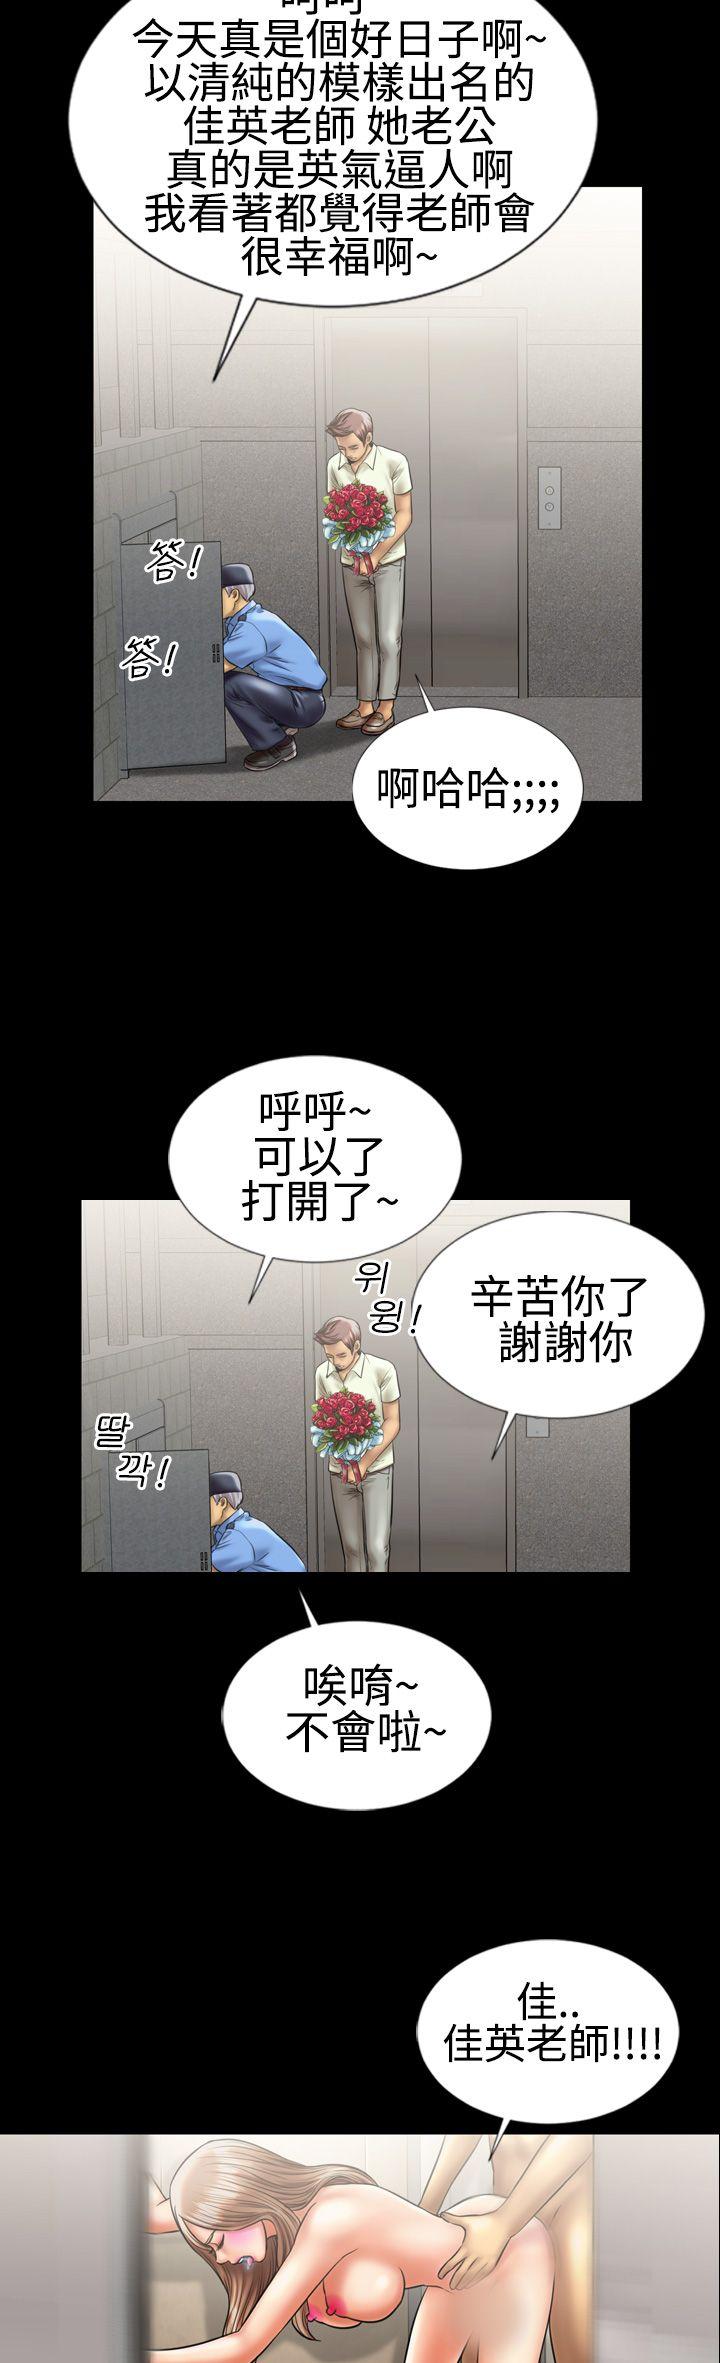 呵呵
今天真是個好日子啊~
以清純的模樣出名的
佳英老師 她老公
真的是英氣逼人啊
我看著都覺得老師會
很幸福啊~
答!
答!
啊哈哈;;;;
呼呼~
可以了
打開了~
위
윙!
辛苦你了
謝謝你
딸
깍!
唉唷~
不會啦~
佳..
佳英老師!!!!